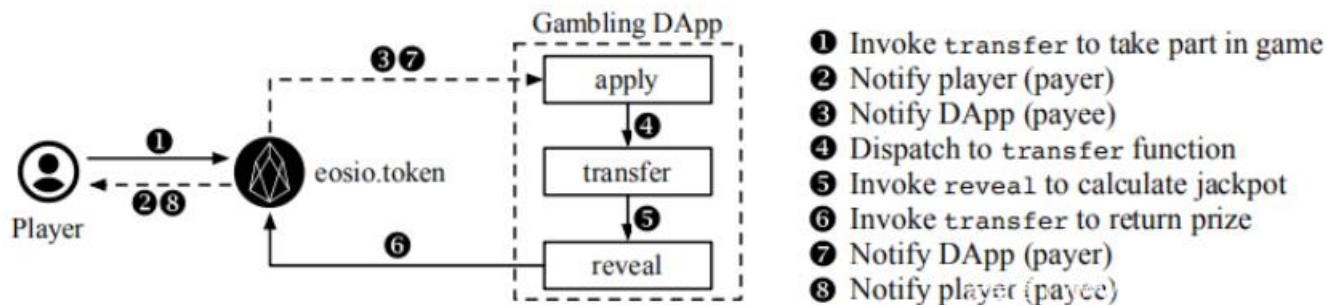 Gambling DApp
❸❼
apply
❶
❹
eosio.token
transfer
❷❽
Player
❺
❻
reveal
❶ Invoke transfer to take part in game
❷ Notify player (payer)
❸ Notify DApp (payee)
❹ Dispatch to transfer function
❺ Invoke reveal to calculate jackpot
❻ Invoke transfer to return prize
❼ Notify DApp (payer)
❽ Notify player (payee)